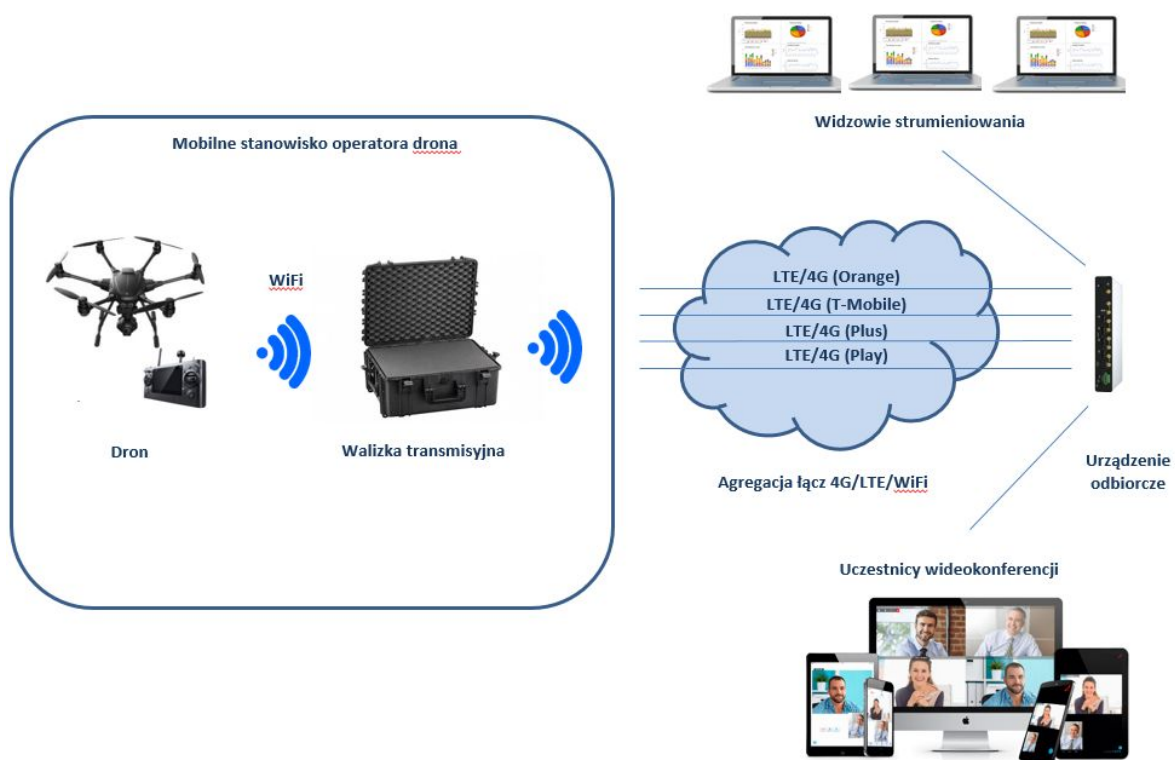 Widzowie strumieniowania
Mobilne stanowisko operatora drona
WiFi
Dron
Walizka transmisyjna
LTE/4G (Orange)
LTE/4G (T-Mobile)
LTE/4G (Plus)
LTE/4G (Play)
Agregacja łącz 4G/LTE/WiFi
Urządzenie
odbiorcze
Uczestnicy wideokonferencji